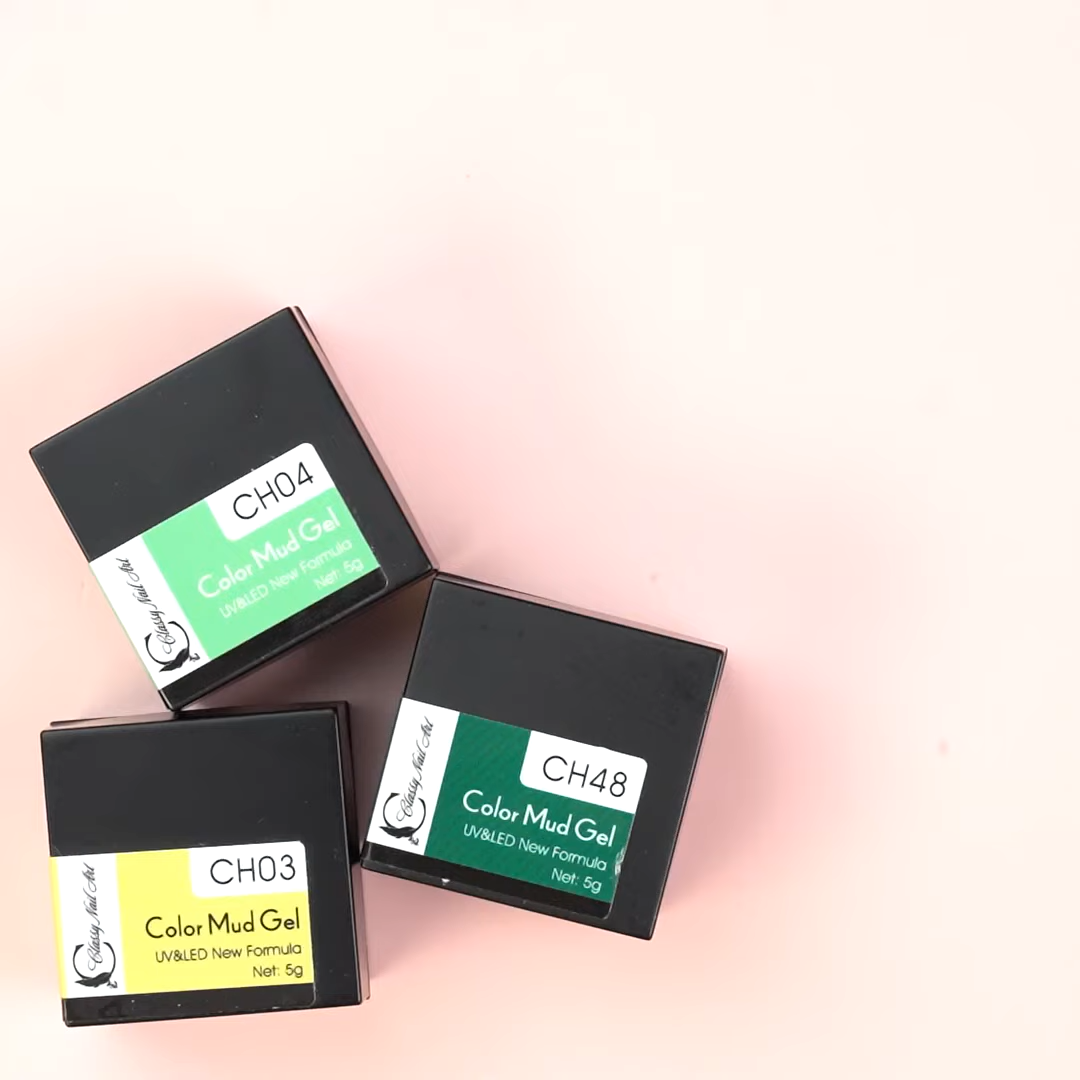 CH04
Color Mud Gel
UV&LED New Formula
Net: 5g
Classy Nail Art
CH48
Color Mud Gel
UV&LED New Formula
Net: 5g
Classy Nail Art
CH03
Color Mud Gel
UV&LED New Formula
Net: 5g
Classy Nail Art